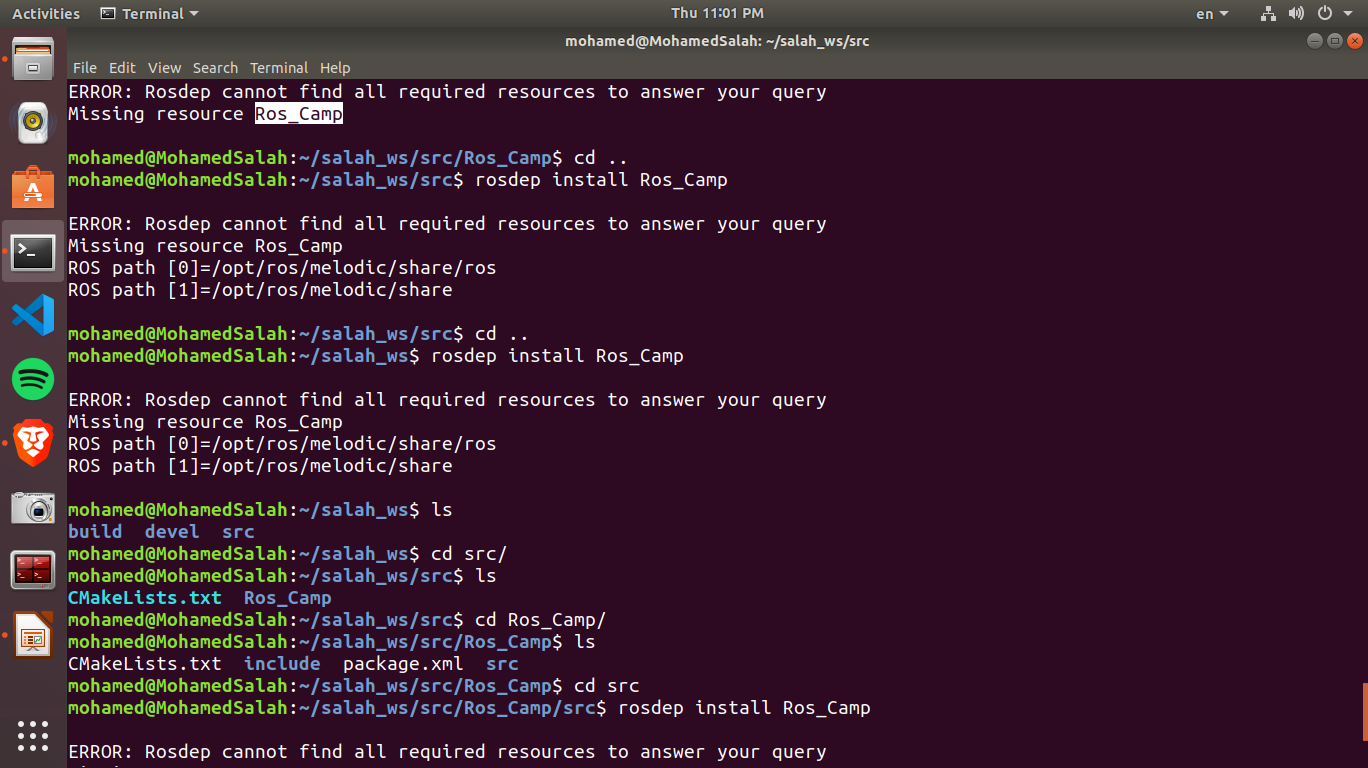 Activities Terminal Thu 11:01 PM en
mohamed@MohamedSalah: ~/salah_ws/src
File Edit View Search Terminal Help
ERROR: Rosdep cannot find all required resources to answer your query
Missing resource Ros_Camp
mohamed@MohamedSalah:~/salah_ws/src/Ros_Camp$ cd ..
mohamed@MohamedSalah:~/salah_ws/src$ rosdep install Ros_Camp
ERROR: Rosdep cannot find all required resources to answer your query
Missing resource Ros_Camp
ROS path [0]=/opt/ros/melodic/share/ros
ROS path [1]=/opt/ros/melodic/share
mohamed@MohamedSalah:~/salah_ws/src$ cd ..
mohamed@MohamedSalah:~/salah_ws$ rosdep install Ros_Camp
ERROR: Rosdep cannot find all required resources to answer your query
Missing resource Ros_Camp
ROS path [0]=/opt/ros/melodic/share/ros
ROS path [1]=/opt/ros/melodic/share
mohamed@MohamedSalah:~/salah_ws$ ls
build devel src
mohamed@MohamedSalah:~/salah_ws$ cd src/
mohamed@MohamedSalah:~/salah_ws/src$ ls
CMakeLists.txt Ros_Camp
mohamed@MohamedSalah:~/salah_ws/src$ cd Ros_Camp/
mohamed@MohamedSalah:~/salah_ws/src/Ros_Camp$ ls
CMakeLists.txt include package.xml src
mohamed@MohamedSalah:~/salah_ws/src/Ros_Camp$ cd src
mohamed@MohamedSalah:~/salah_ws/src/Ros_Camp/src$ rosdep install Ros_Camp
ERROR: Rosdep cannot find all required resources to answer your query